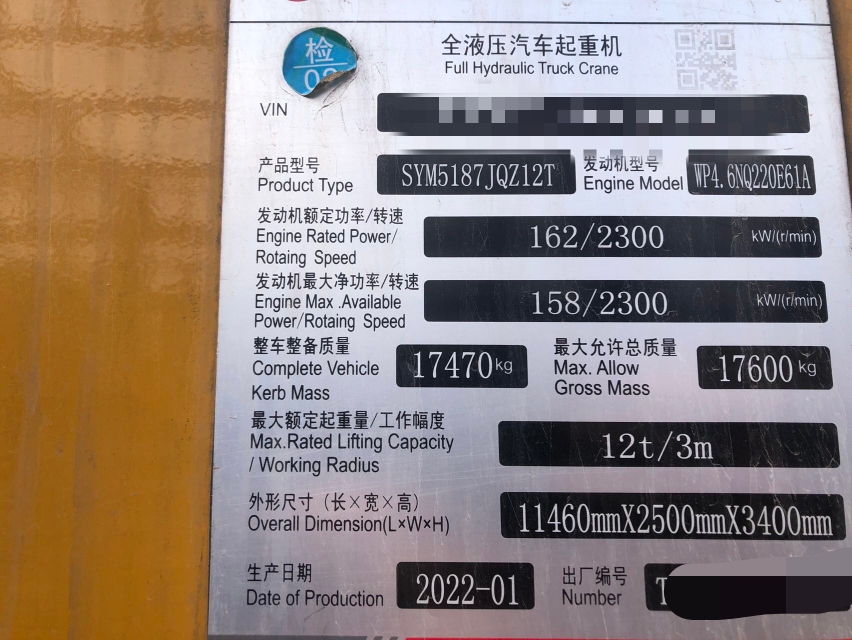 检
全液压汽车起重机
Full Hydraulic Truck Crane
VIN
产品型号
Product Type
SYM5187JQZ12T
发动机型号
Engine Model
WP4.6NQ220E61A
发动机额定功率/转速
Engine Rated Power/
Rotaing Speed
162/2300 kW/(r/min)
发动机最大净功率/转速
Engine Max .Available
Power/Rotaing Speed
158/2300 kW/(r/min)
整车整备质量
Complete Vehicle
Kerb Mass
17470kg
最大允许总质量
Max. Allow
Gross Mass
17600kg
最大额定起重量/工作幅度
Max.Rated Lifting Capacity
/ Working Radius
12t/3m
外形尺寸（长×宽×高）
Overall Dimension(L×W×H)
11460mmX2500mmX3400mm
生产日期
Date of Production
2022-01
出厂编号
Number
T